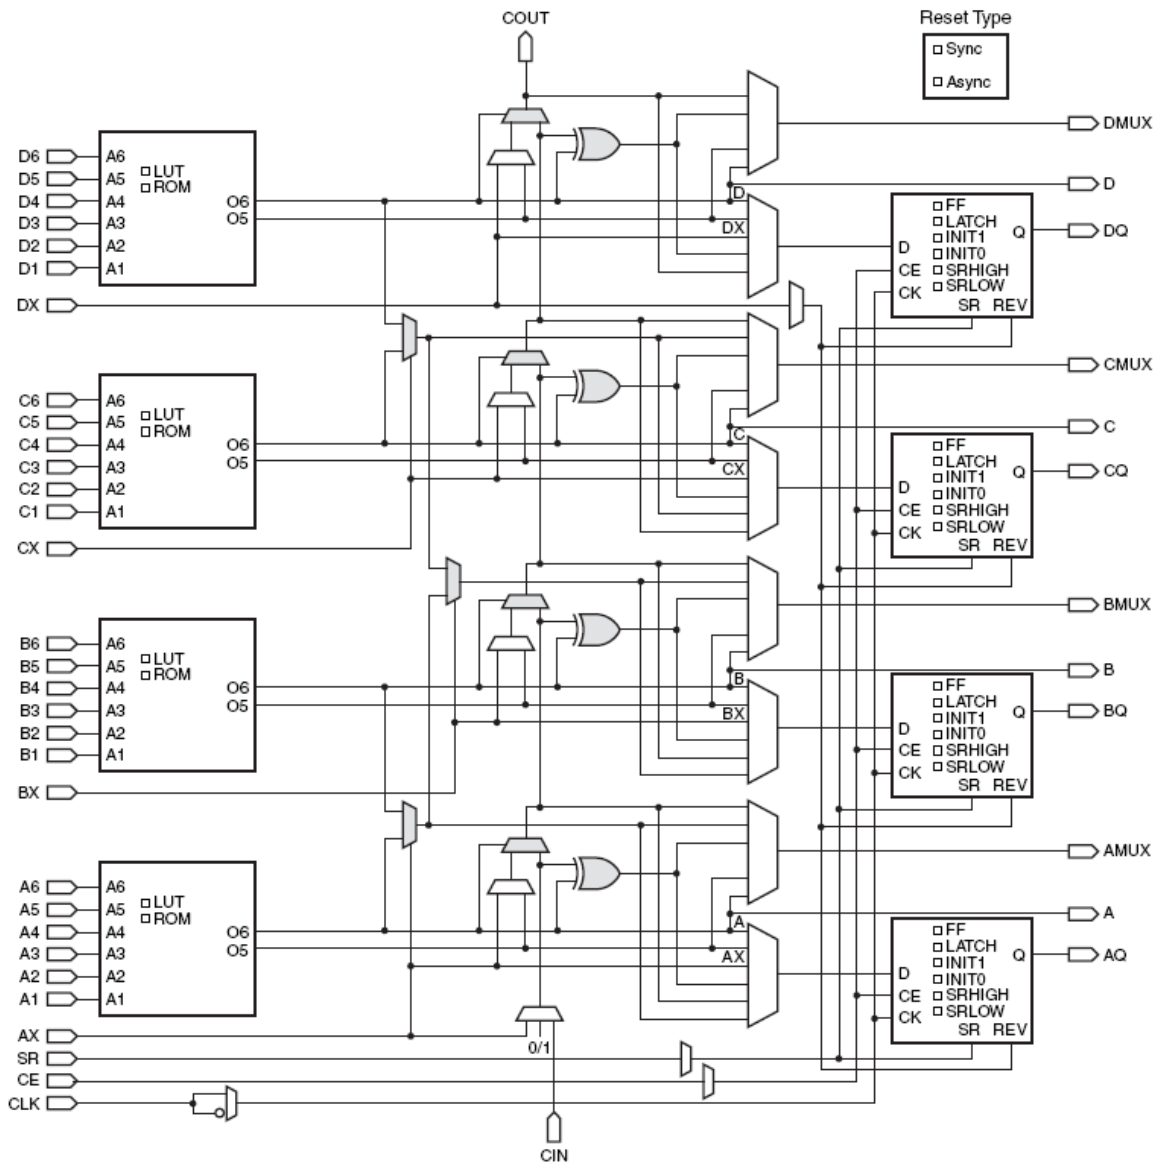 COUT
Reset Type
Sync
Async
DMUX
D6 A6 LUT
D5 A5 ROM
D4 A4 O6
D3 A3 O5
D2 A2
D1 A1
D
D
DX
FF
LATCH
INIT1
INIT0
SRHIGH
SRLOW
D Q DQ
CE
CK
SR REV
DX
CMUX
C6 A6 LUT
C5 A5 ROM
C4 A4 O6
C3 A3 O5
C2 A2
C1 A1
C
C
CX
FF
LATCH
INIT1
INIT0
SRHIGH
SRLOW
D Q CQ
CE
CK
SR REV
CX
BMUX
B6 A6 LUT
B5 A5 ROM
B4 A4 O6
B3 A3 O5
B2 A2
B1 A1
B
B
BX
FF
LATCH
INIT1
INIT0
SRHIGH
SRLOW
D Q BQ
CE
CK
SR REV
BX
AMUX
A6 A6 LUT
A5 A5 ROM
A4 A4 O6
A3 A3 O5
A2 A2
A1 A1
A
A
AX
FF
LATCH
INIT1
INIT0
SRHIGH
SRLOW
D Q AQ
CE
CK
SR REV
AX
0/1
SR
CE
CLK
CIN